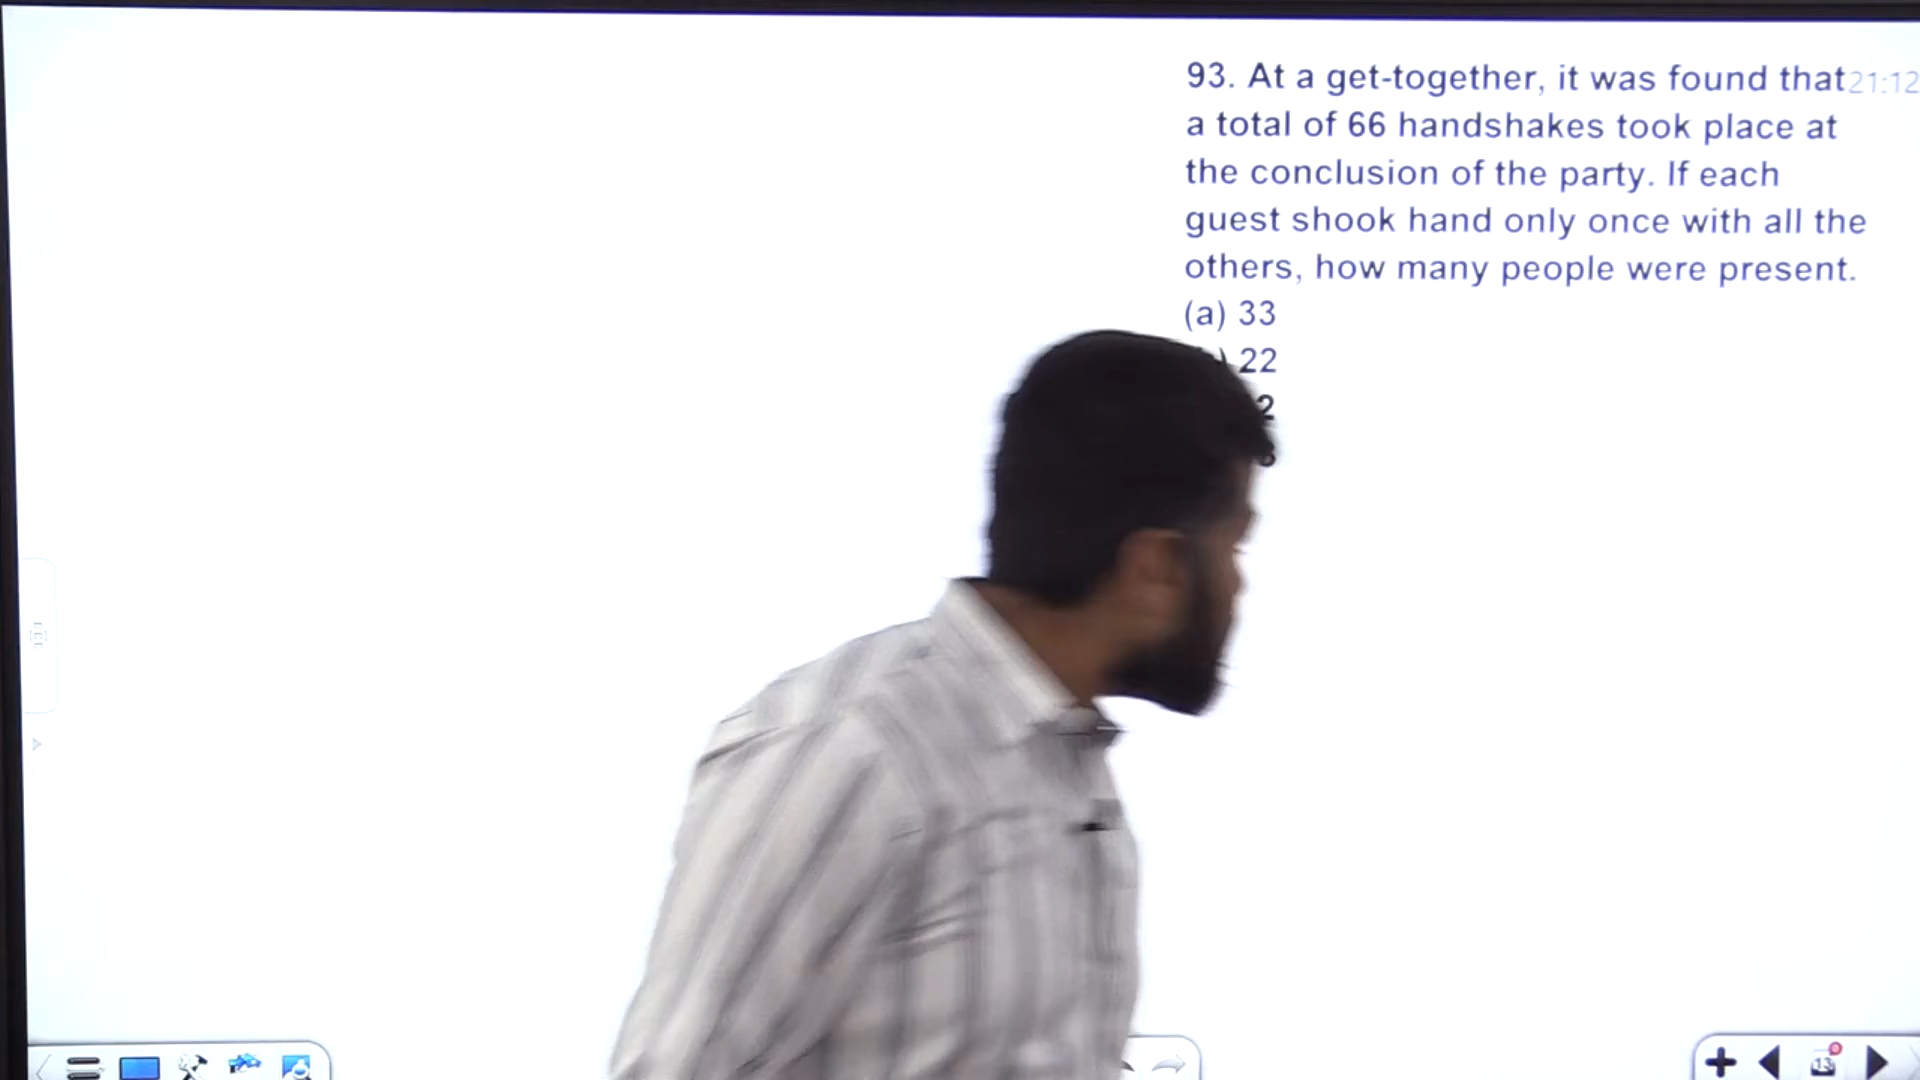 93. At a get-together, it was found that 21:12
a total of 66 handshakes took place at
the conclusion of the party. If each
guest shook hand only once with all the
others, how many people were present.
(a) 33
) 22
2
13